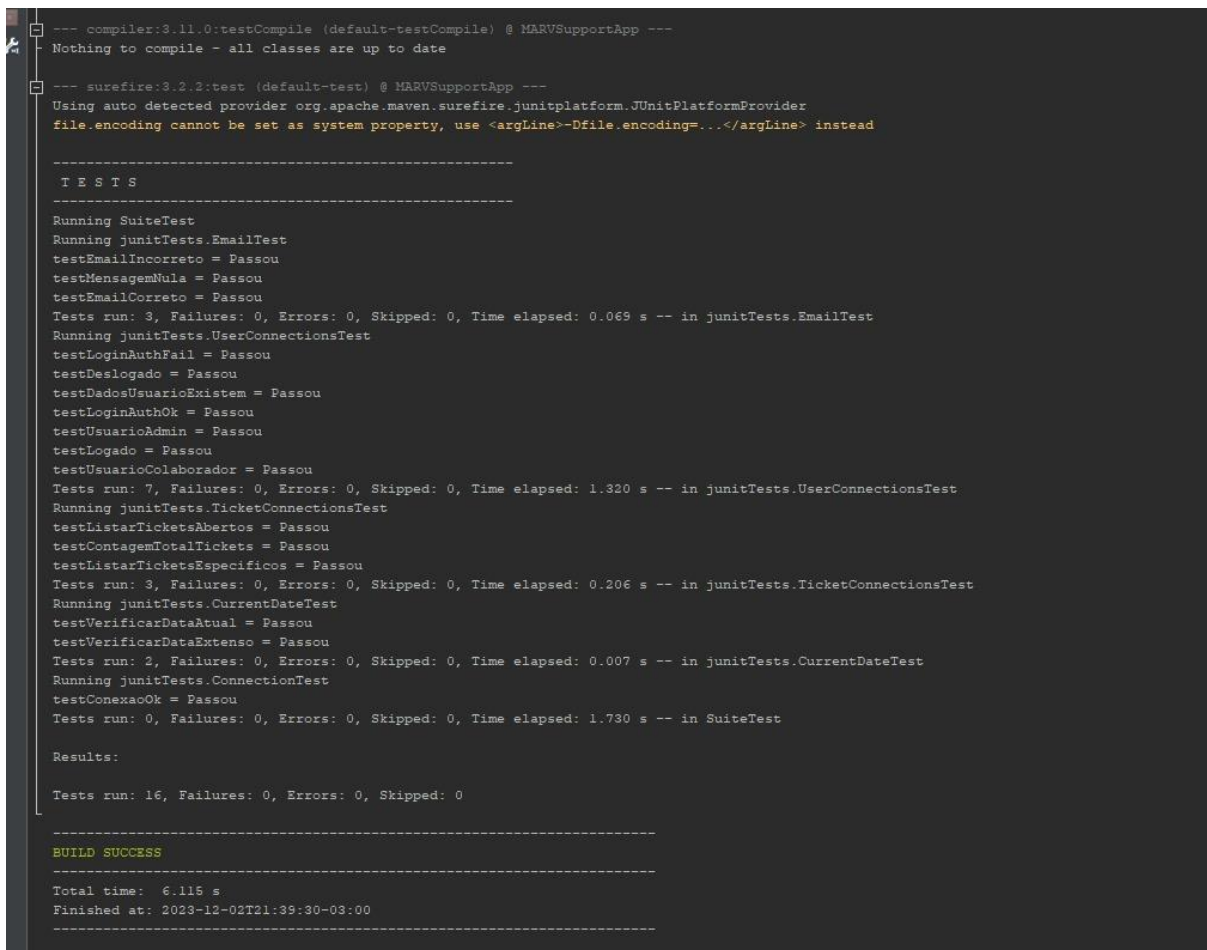 --- compiler:3.11.0:testCompile (default-testCompile) @ MARVSupportApp ---
Nothing to compile - all classes are up to date
--- surefire:3.2.2:test (default-test) @ MARVSupportApp ---
Using auto detected provider org.apache.maven.surefire.junitplatform.JUnitPlatformProvider
file.encoding cannot be set as system property, use <argLine>-Dfile.encoding=...</argLine> instead
-------------------------------------------------------
T E S T S
-------------------------------------------------------
Running SuiteTest
Running junitTests.EmailTest
testEmailIncorreto = Passou
testMensagemNula = Passou
testEmailCorreto = Passou
Tests run: 3, Failures: 0, Errors: 0, Skipped: 0, Time elapsed: 0.069 s -- in junitTests.EmailTest
Running junitTests.UserConnectionsTest
testLoginAuthFail = Passou
testDeslogado = Passou
testDadosUsuarioExistem = Passou
testLoginAuthOk = Passou
testUsuarioAdmin = Passou
testLogado = Passou
testUsuarioColaborador = Passou
Tests run: 7, Failures: 0, Errors: 0, Skipped: 0, Time elapsed: 1.320 s -- in junitTests.UserConnectionsTest
Running junitTests.TicketConnectionsTest
testListarTicketsAbertos = Passou
testContagemTotalTickets = Passou
testListarTicketsEspecificos = Passou
Tests run: 3, Failures: 0, Errors: 0, Skipped: 0, Time elapsed: 0.206 s -- in junitTests.TicketConnectionsTest
Running junitTests.CurrentDateTest
testVerificarDataAtual = Passou
testVerificarDataExtenso = Passou
Tests run: 2, Failures: 0, Errors: 0, Skipped: 0, Time elapsed: 0.007 s -- in junitTests.CurrentDateTest
Running junitTests.ConnectionTest
testConexaoOk = Passou
Tests run: 0, Failures: 0, Errors: 0, Skipped: 0, Time elapsed: 1.730 s -- in SuiteTest
Results:
Tests run: 16, Failures: 0, Errors: 0, Skipped: 0
------------------------------------------------------------------------
BUILD SUCCESS
------------------------------------------------------------------------
Total time:  6.115 s
Finished at: 2023-12-02T21:39:30-03:00
------------------------------------------------------------------------